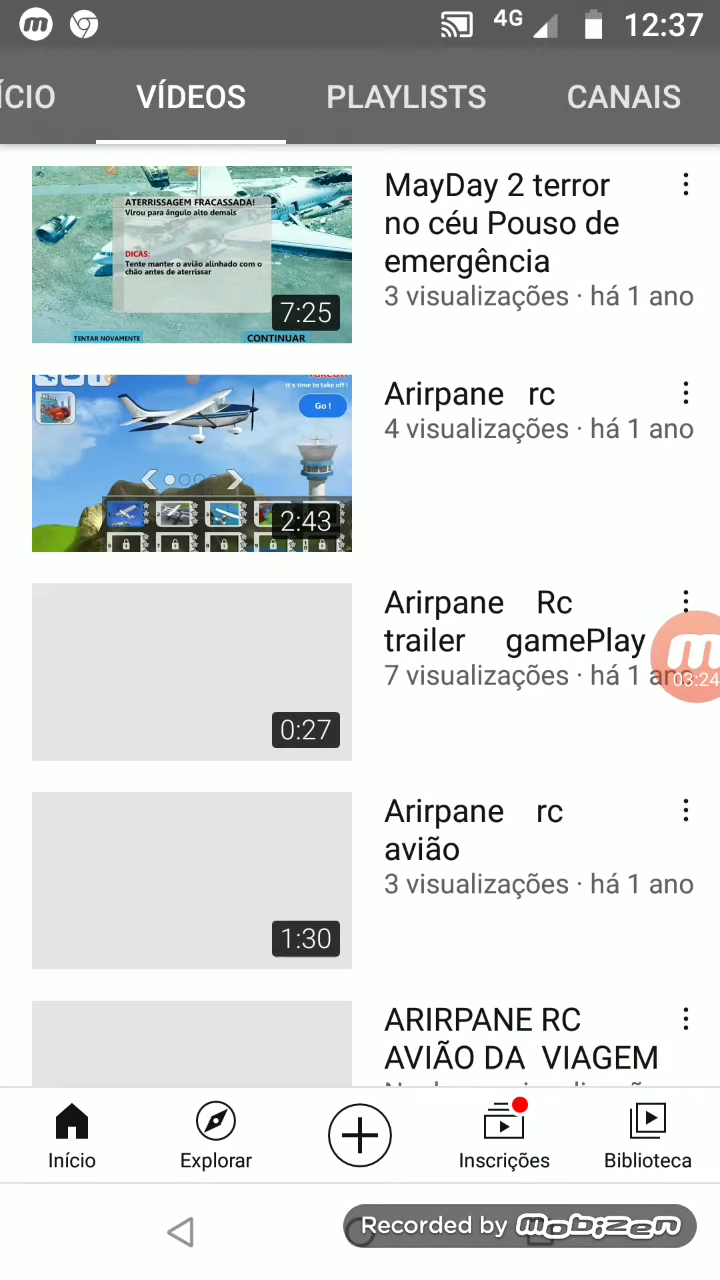 4G 12:37
ÍCIO VÍDEOS PLAYLISTS CANAIS
ATERRISSAGEM FRACASSADA!
Virou para ângulo alto demais
DICAS:
Tente manter o avião alinhado com o
chão antes de aterrissar
7:25
TENTAR NOVAMENTE CONTINUAR
MayDay 2 terror
no céu Pouso de
emergência
3 visualizações · há 1 ano
It's time to take off!
Go !
2:43
Arirpane rc
4 visualizações · há 1 ano
0:27
Arirpane Rc
trailer gamePlay
7 visualizações · há 1 ano
03:24
1:30
Arirpane rc
avião
3 visualizações · há 1 ano
ARIRPANE RC
AVIÃO DA VIAGEM
Início Explorar Inscrições Biblioteca
Recorded by Mobizen